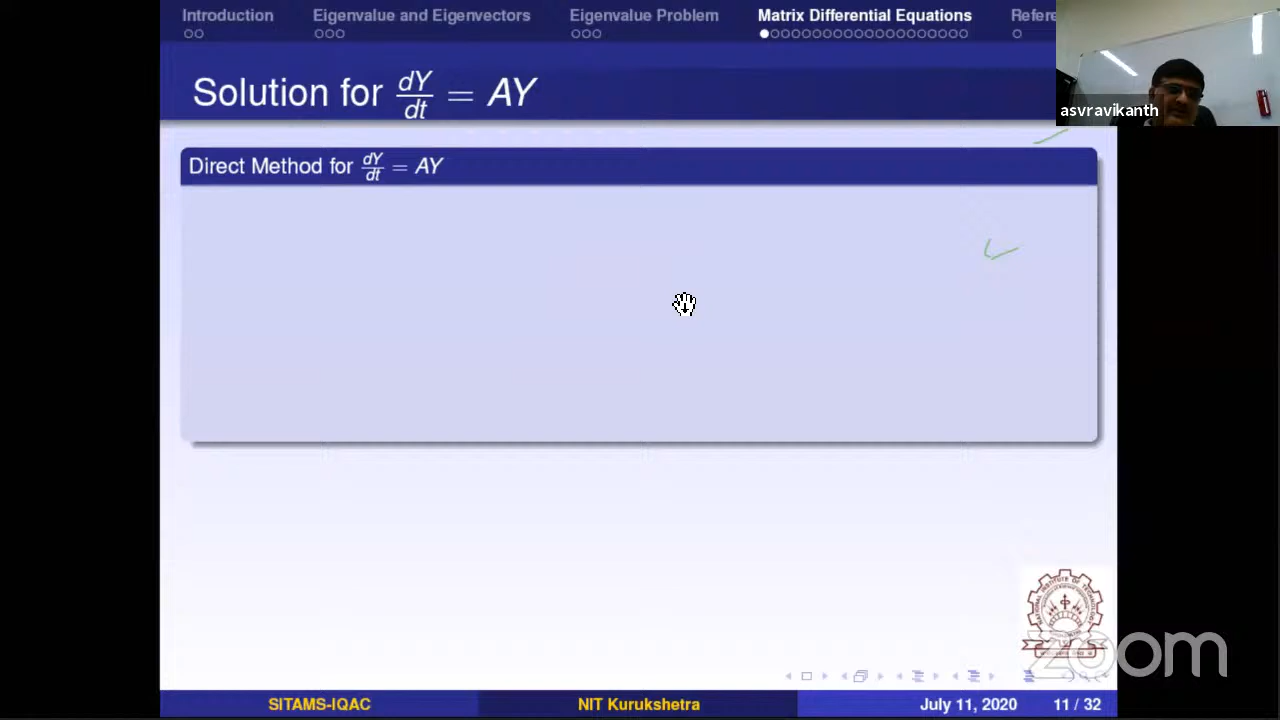 Introduction Eigenvalue and Eigenvectors Eigenvalue Problem Matrix Differential Equations Refere
asvravikanth
Solution for dY/dt = AY
Direct Method for dY/dt = AY
zoom
SITAMS-IQAC NIT Kurukshetra July 11, 2020 11 / 32